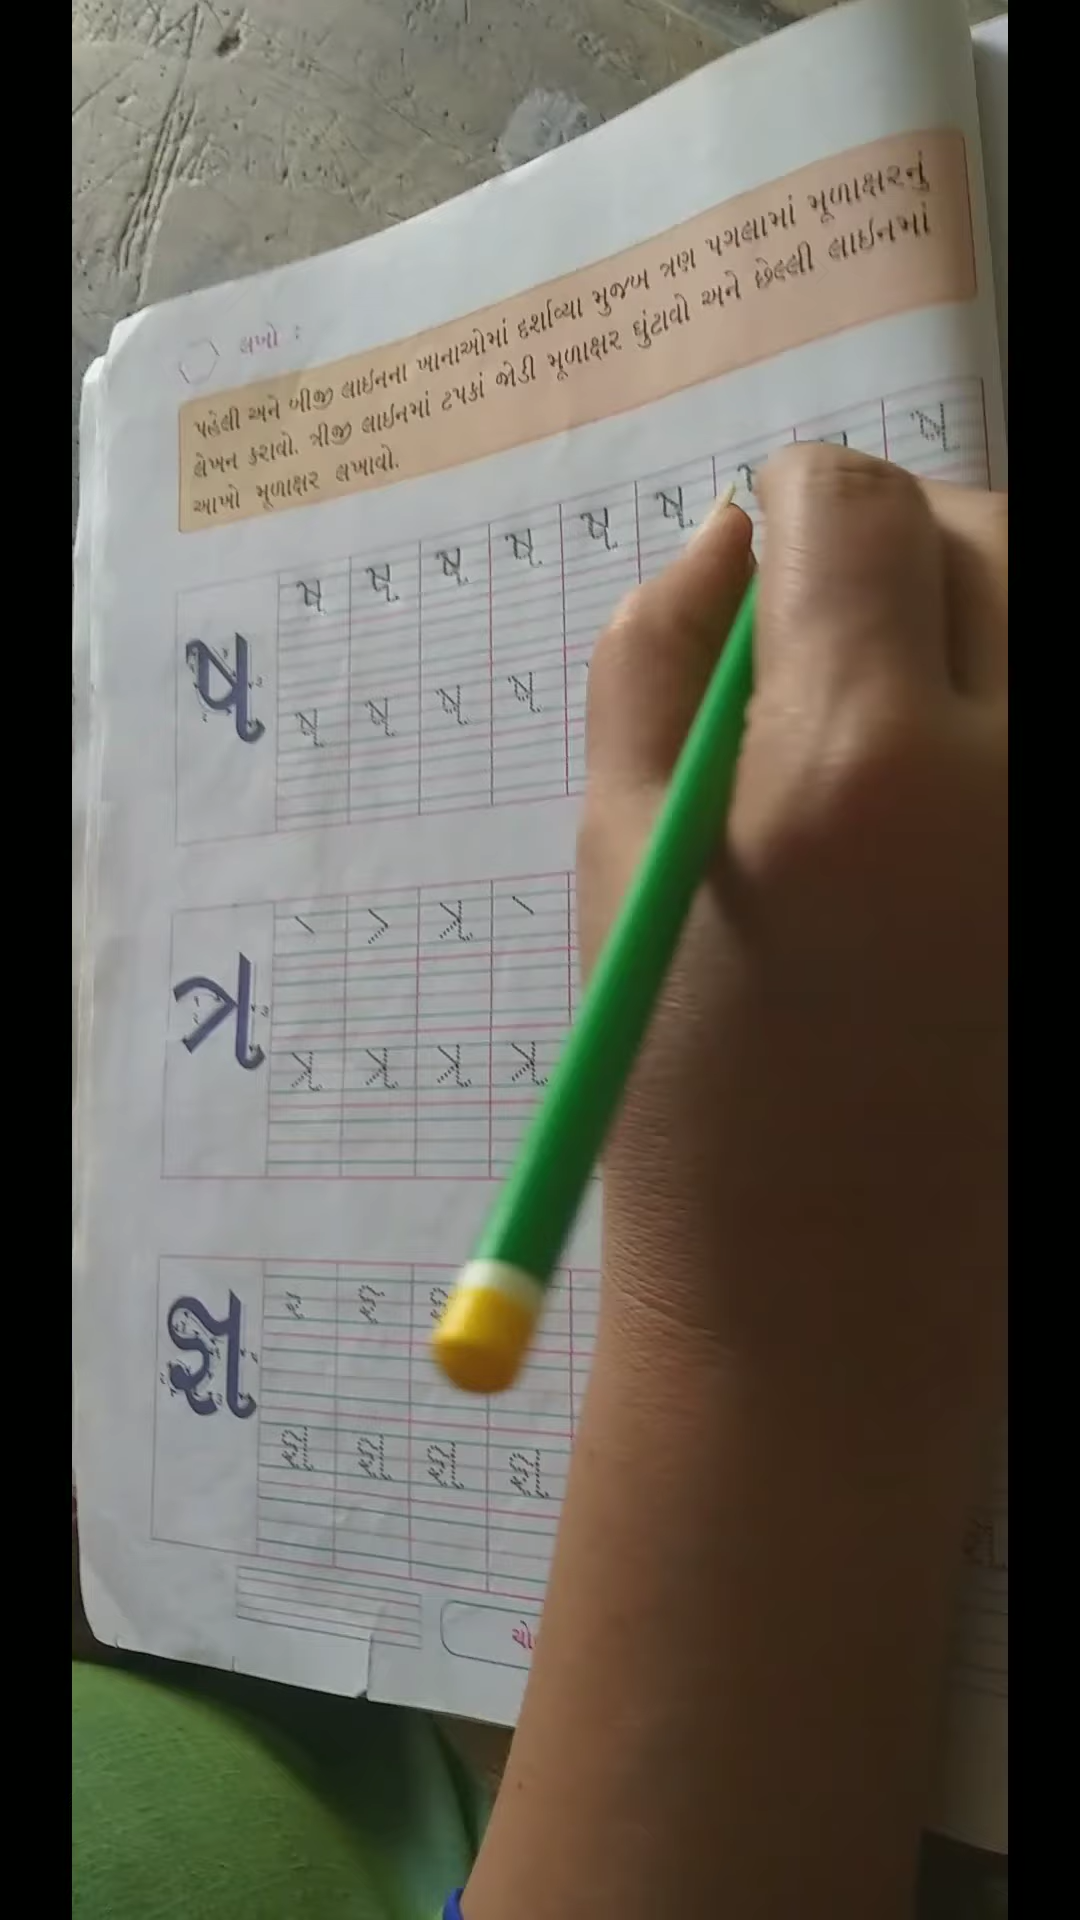 લખો :
પહેલી અને બીજી લાઇનના ખાનાઓમાં દર્શાવ્યા મુજબ ત્રણ પગલામાં મૂળાક્ષરનું
લેખન કરાવો. ત્રીજી લાઇનમાં ટપકાં જોડી મૂળાક્ષર ઘુંટાવો અને છેલ્લી લાઇનમાં
આખો મૂળાક્ષર લખાવો.
ષ
ષ ષ ષ ષ ષ ષ ષ
ષ ષ ષ ષ
ત્ર
ત્ર
ત્ર ત્ર ત્ર ત્ર
જ્ઞ
જ્ઞ જ્ઞ જ્ઞ જ્ઞ